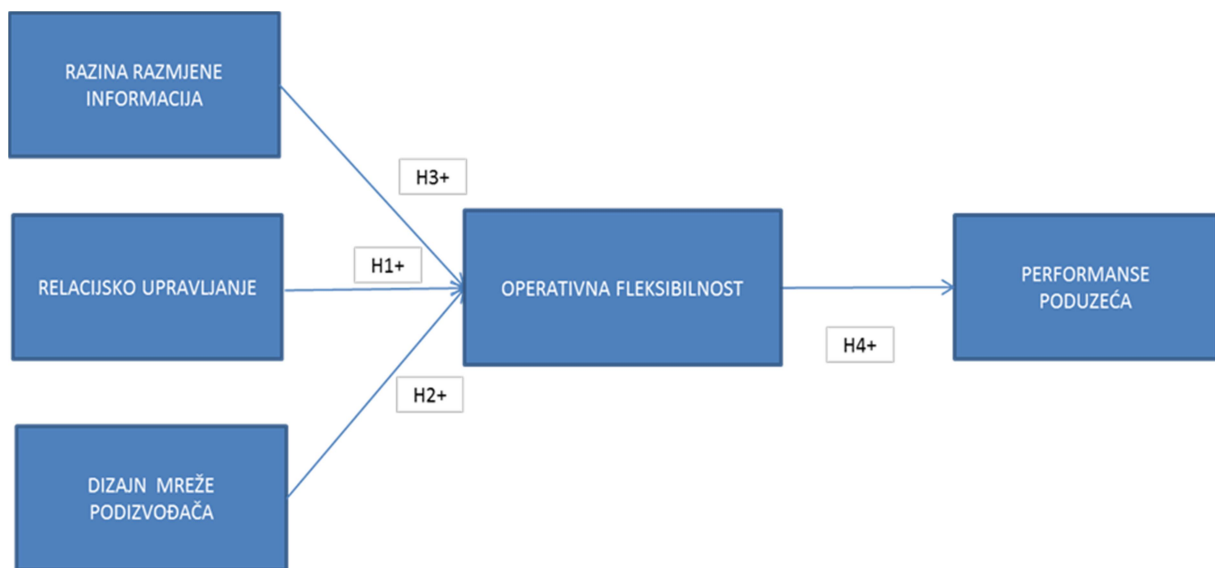 RAZINA RAZMJENE
INFORMACIJA
H3+
RELACIJSKO UPRAVLJANJE
H1+
OPERATIVNA FLEKSIBILNOST
PERFORMANSE
PODUZEĆA
H4+
H2+
DIZAJN MREŽE
PODIZVOĐAČA